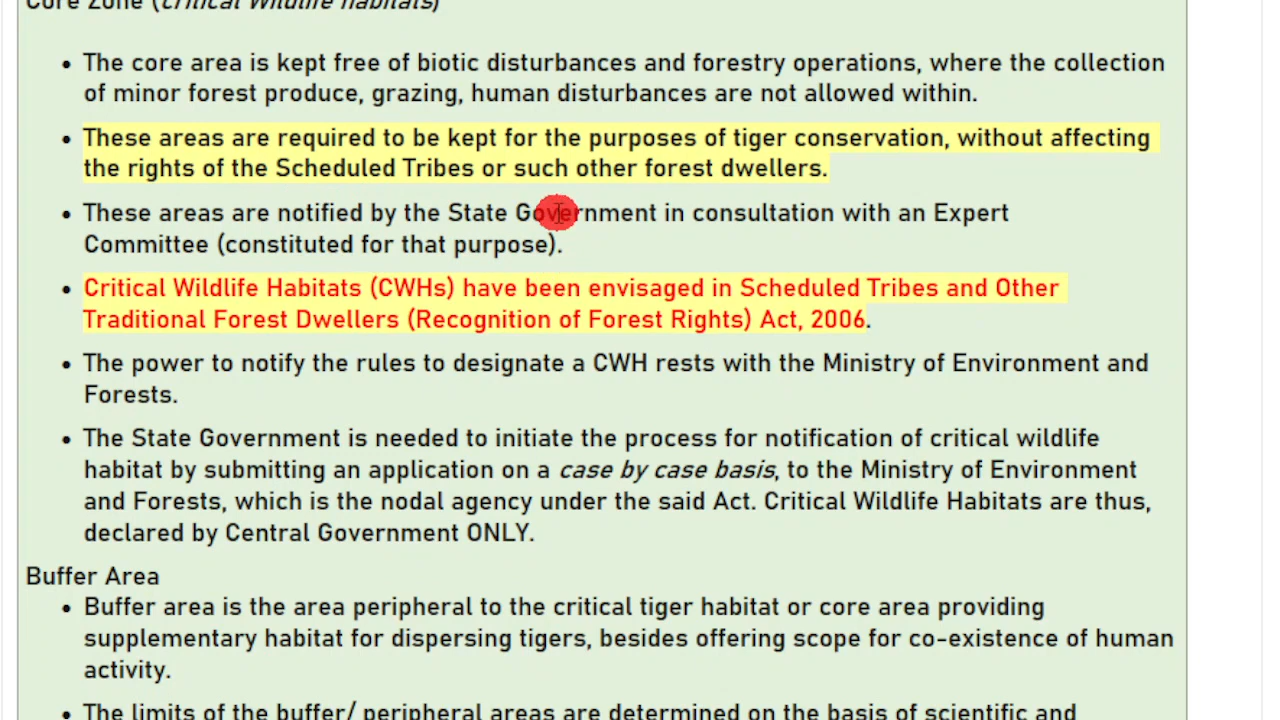 Core Zone (critical Wildlife habitats)
• The core area is kept free of biotic disturbances and forestry operations, where the collection
of minor forest produce, grazing, human disturbances are not allowed within.
• These areas are required to be kept for the purposes of tiger conservation, without affecting
the rights of the Scheduled Tribes or such other forest dwellers.
• These areas are notified by the State Government in consultation with an Expert
Committee (constituted for that purpose).
• Critical Wildlife Habitats (CWHs) have been envisaged in Scheduled Tribes and Other
Traditional Forest Dwellers (Recognition of Forest Rights) Act, 2006.
• The power to notify the rules to designate a CWH rests with the Ministry of Environment and
Forests.
• The State Government is needed to initiate the process for notification of critical wildlife
habitat by submitting an application on a case by case basis, to the Ministry of Environment
and Forests, which is the nodal agency under the said Act. Critical Wildlife Habitats are thus,
declared by Central Government ONLY.
Buffer Area
• Buffer area is the area peripheral to the critical tiger habitat or core area providing
supplementary habitat for dispersing tigers, besides offering scope for co-existence of human
activity.
• The limits of the buffer/ peripheral areas are determined on the basis of scientific and